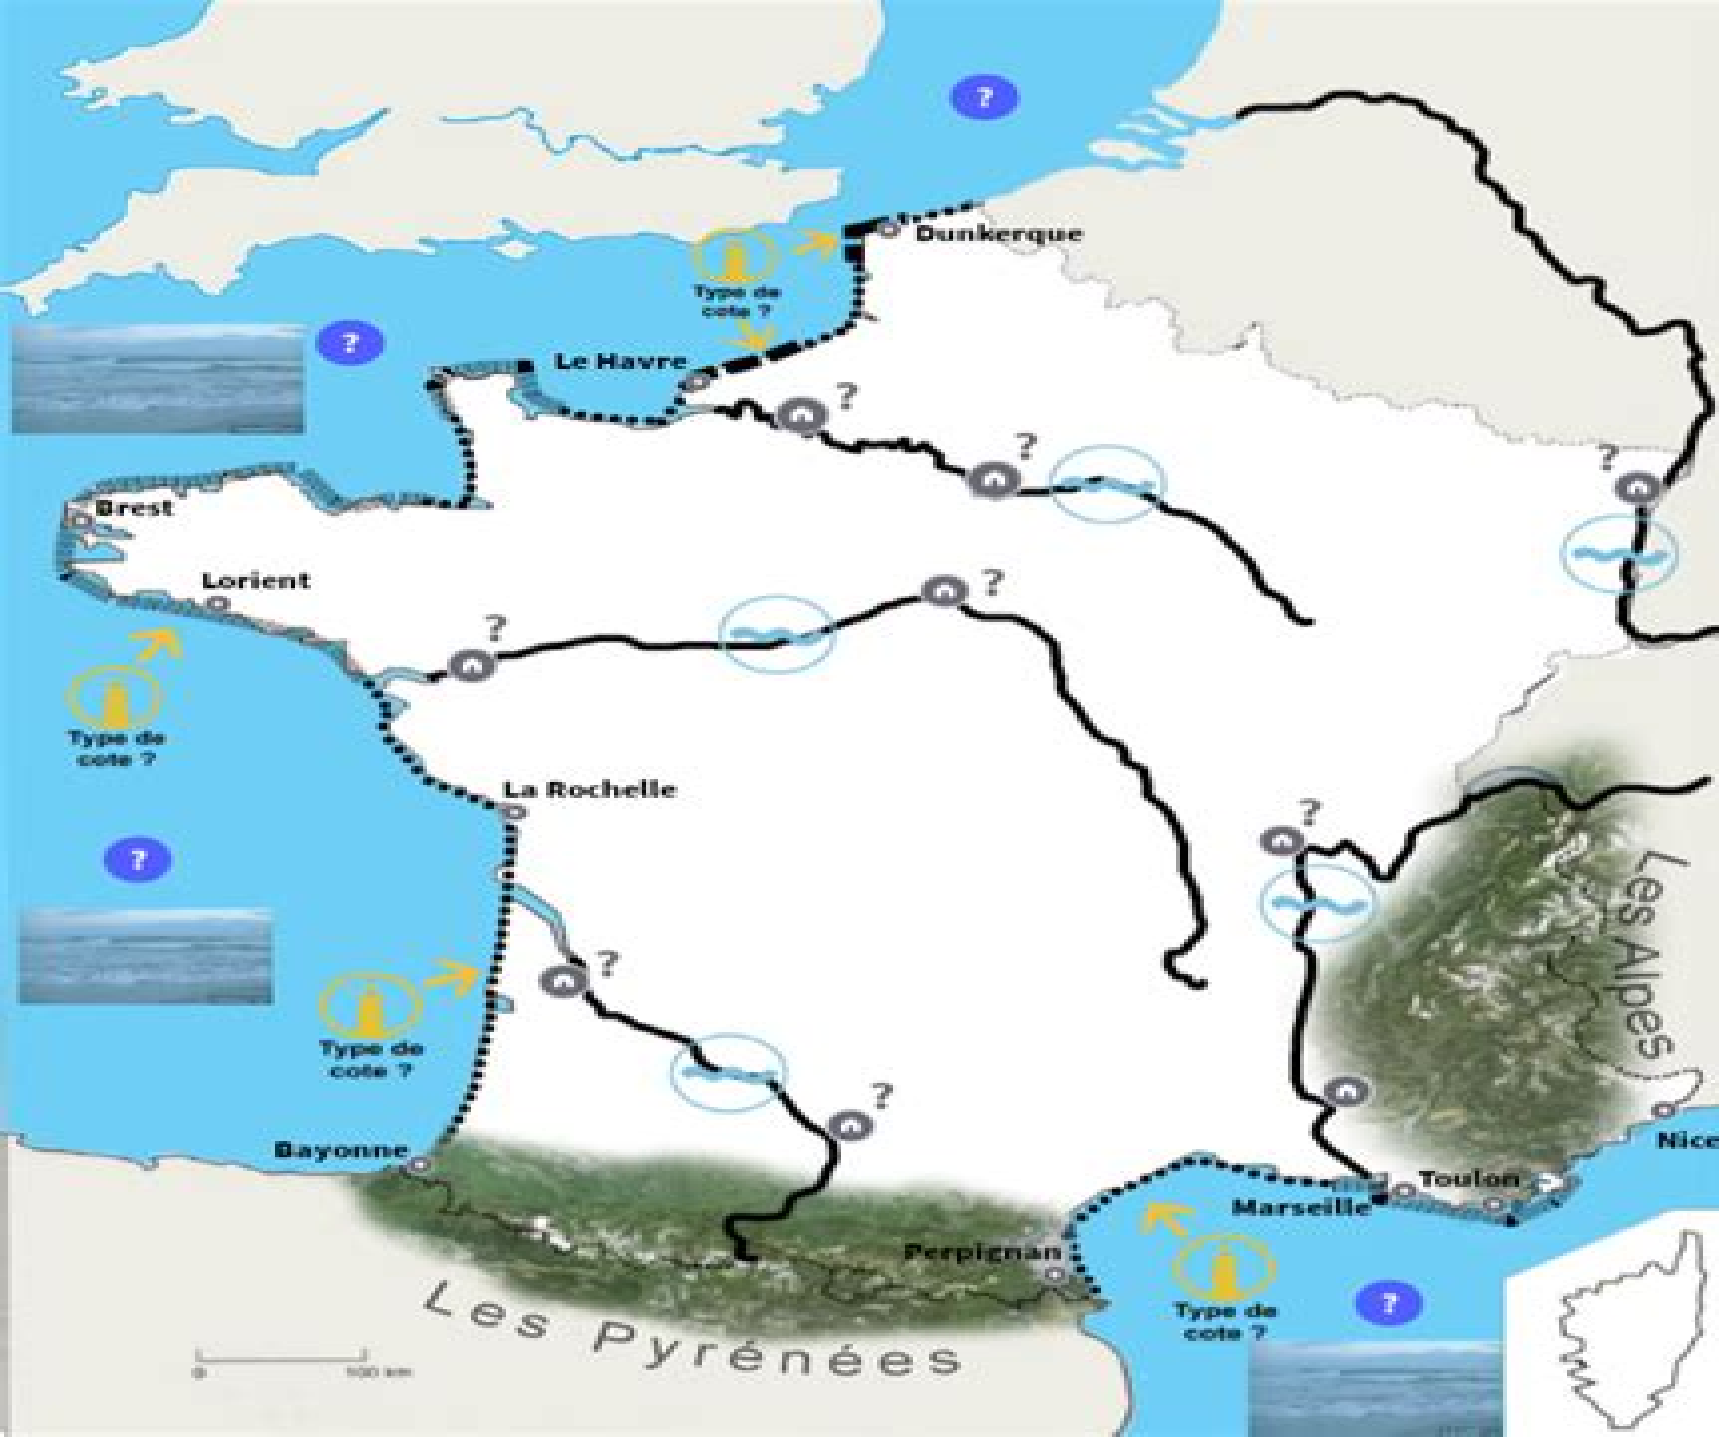 ?
Dunkerque
Type de
cote ?
?
Le Havre
?
?
?
Brest
Lorient
?
?
Type de
cote ?
La Rochelle
?
?
Les Alpes
?
Type de
cote ?
?
Bayonne
Nice
Toulon
Marseille
Perpignan
Les Pyrénées
Type de
cote ?
?
0 100 km